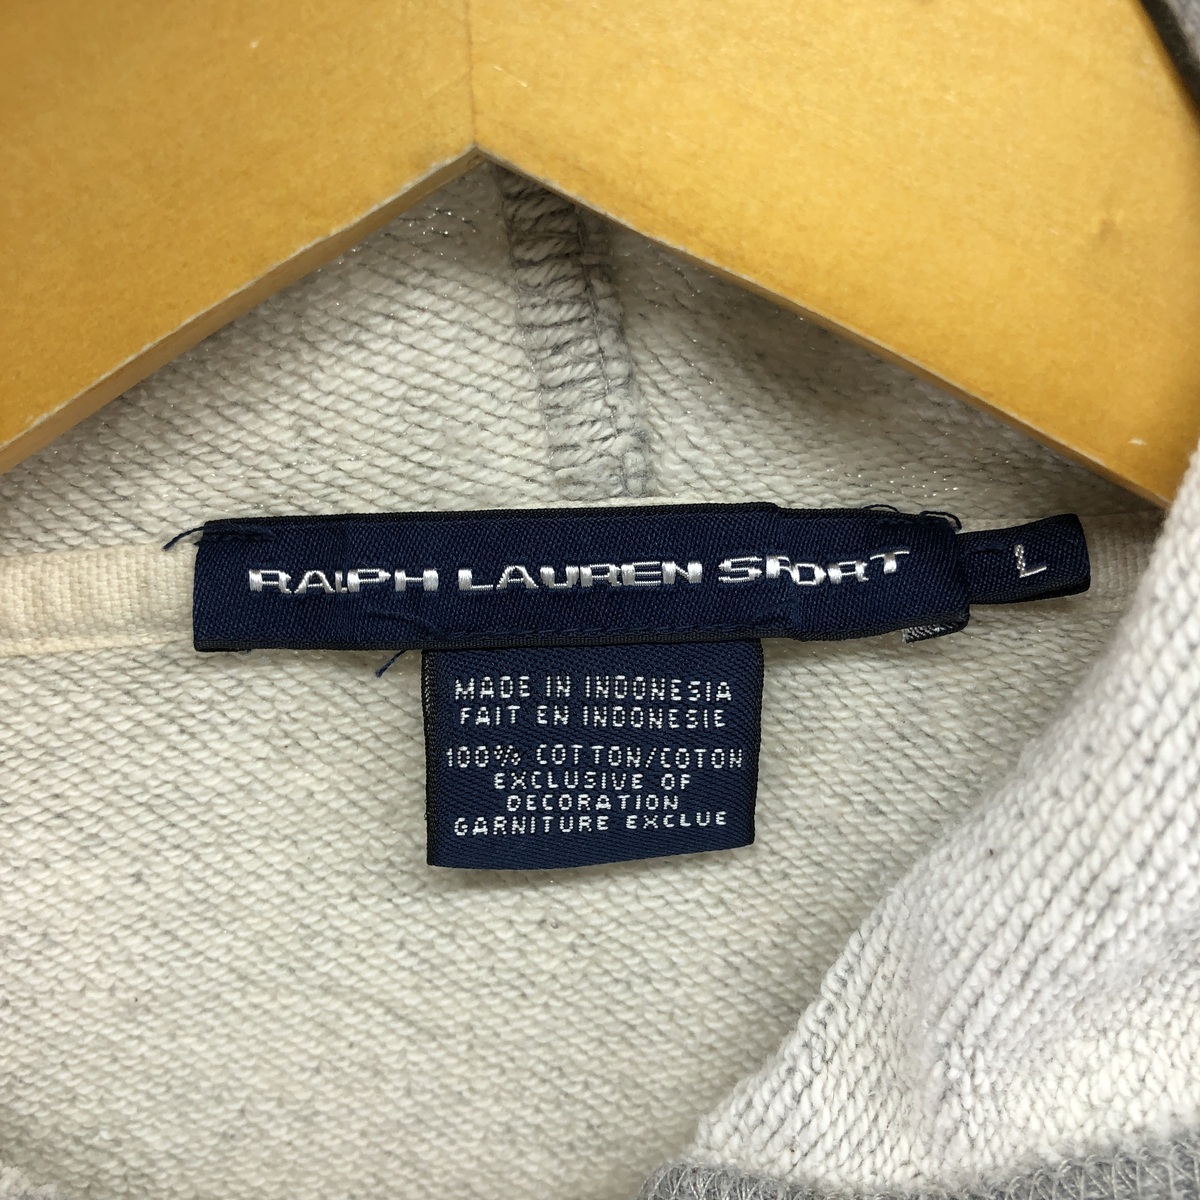 RALPH LAUREN SPORT
L
MADE IN INDONESIA
FAIT EN INDONESIE
100% COTTON/COTON
EXCLUSIVE OF
DECORATION
GARNITURE EXCLUE